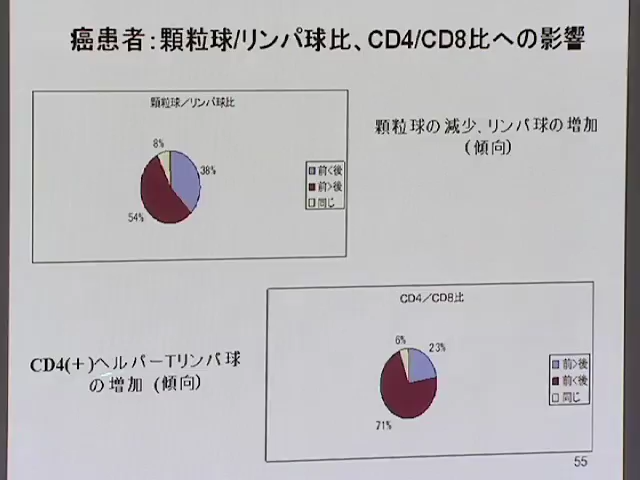 癌患者：顆粒球/リンパ球比、CD4/CD8比への影響
顆粒球／リンパ球比
8%
38%
54%
前<後
前>後
同じ
顆粒球の減少、リンパ球の増加
（傾向）
CD4／CD8比
6%
23%
71%
前>後
前<後
同じ
CD4(＋)ヘルパーTリンパ球
の増加（傾向）
55